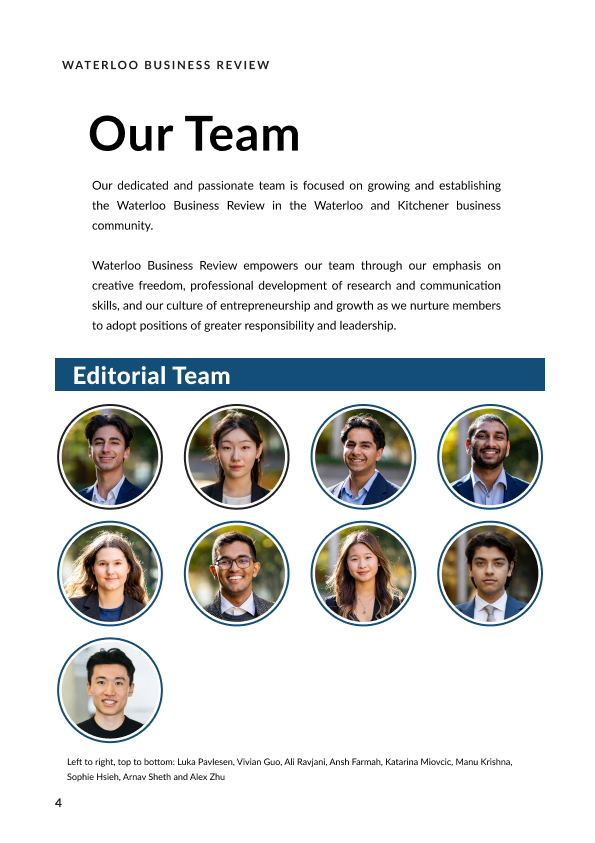 WATERLOO BUSINESS REVIEW
Our Team
Our dedicated and passionate team is focused on growing and establishing
the Waterloo Business Review in the Waterloo and Kitchener business
community.
Waterloo Business Review empowers our team through our emphasis on
creative freedom, professional development of research and communication
skills, and our culture of entrepreneurship and growth as we nurture members
to adopt positions of greater responsibility and leadership.
Editorial Team
Left to right, top to bottom: Luka Pavlesen, Vivian Guo, Ali Ravjani, Ansh Farmah, Katarina Miovcic, Manu Krishna,
Sophie Hsieh, Arnav Sheth and Alex Zhu
4